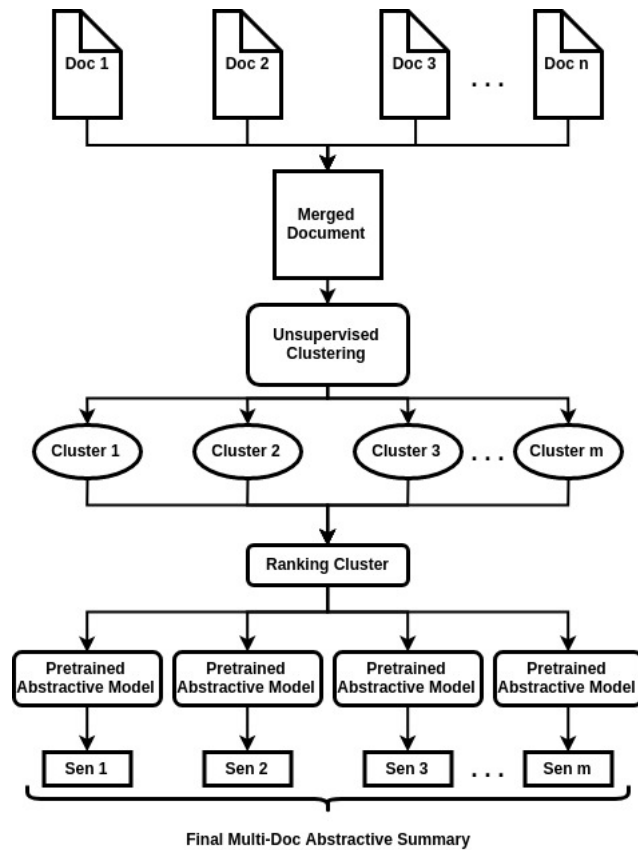 Doc 1
Doc 2
Doc 3
. . .
Doc n
Merged
Document
Unsupervised
Clustering
Cluster 1
Cluster 2
Cluster 3
. . .
Cluster m
Ranking Cluster
Pretrained
Abstractive Model
Pretrained
Abstractive Model
Pretrained
Abstractive Model
Pretrained
Abstractive Model
Sen 1
Sen 2
Sen 3
. . .
Sen m
Final Multi-Doc Abstractive Summary